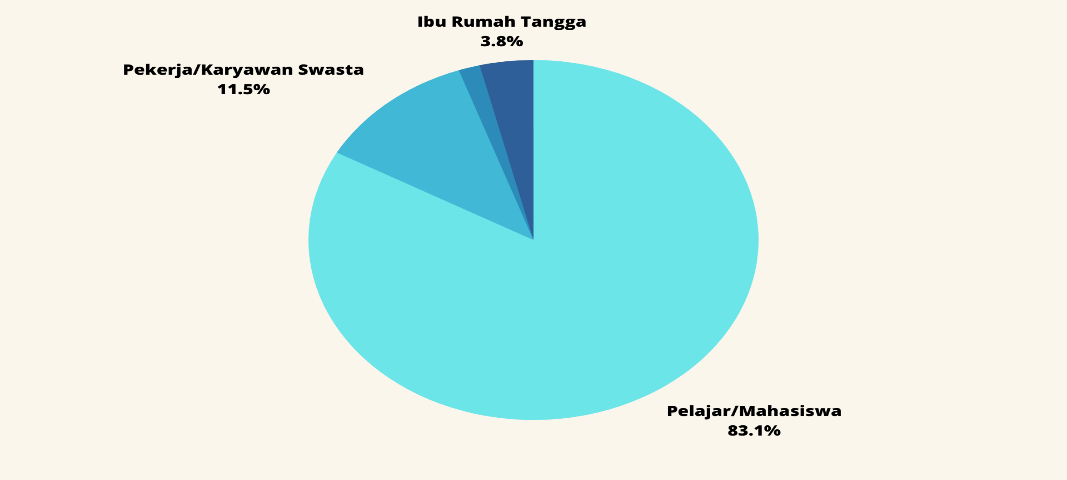 Ibu Rumah Tangga
3.8%
Pekerja/Karyawan Swasta
11.5%
Pelajar/Mahasiswa
83.1%